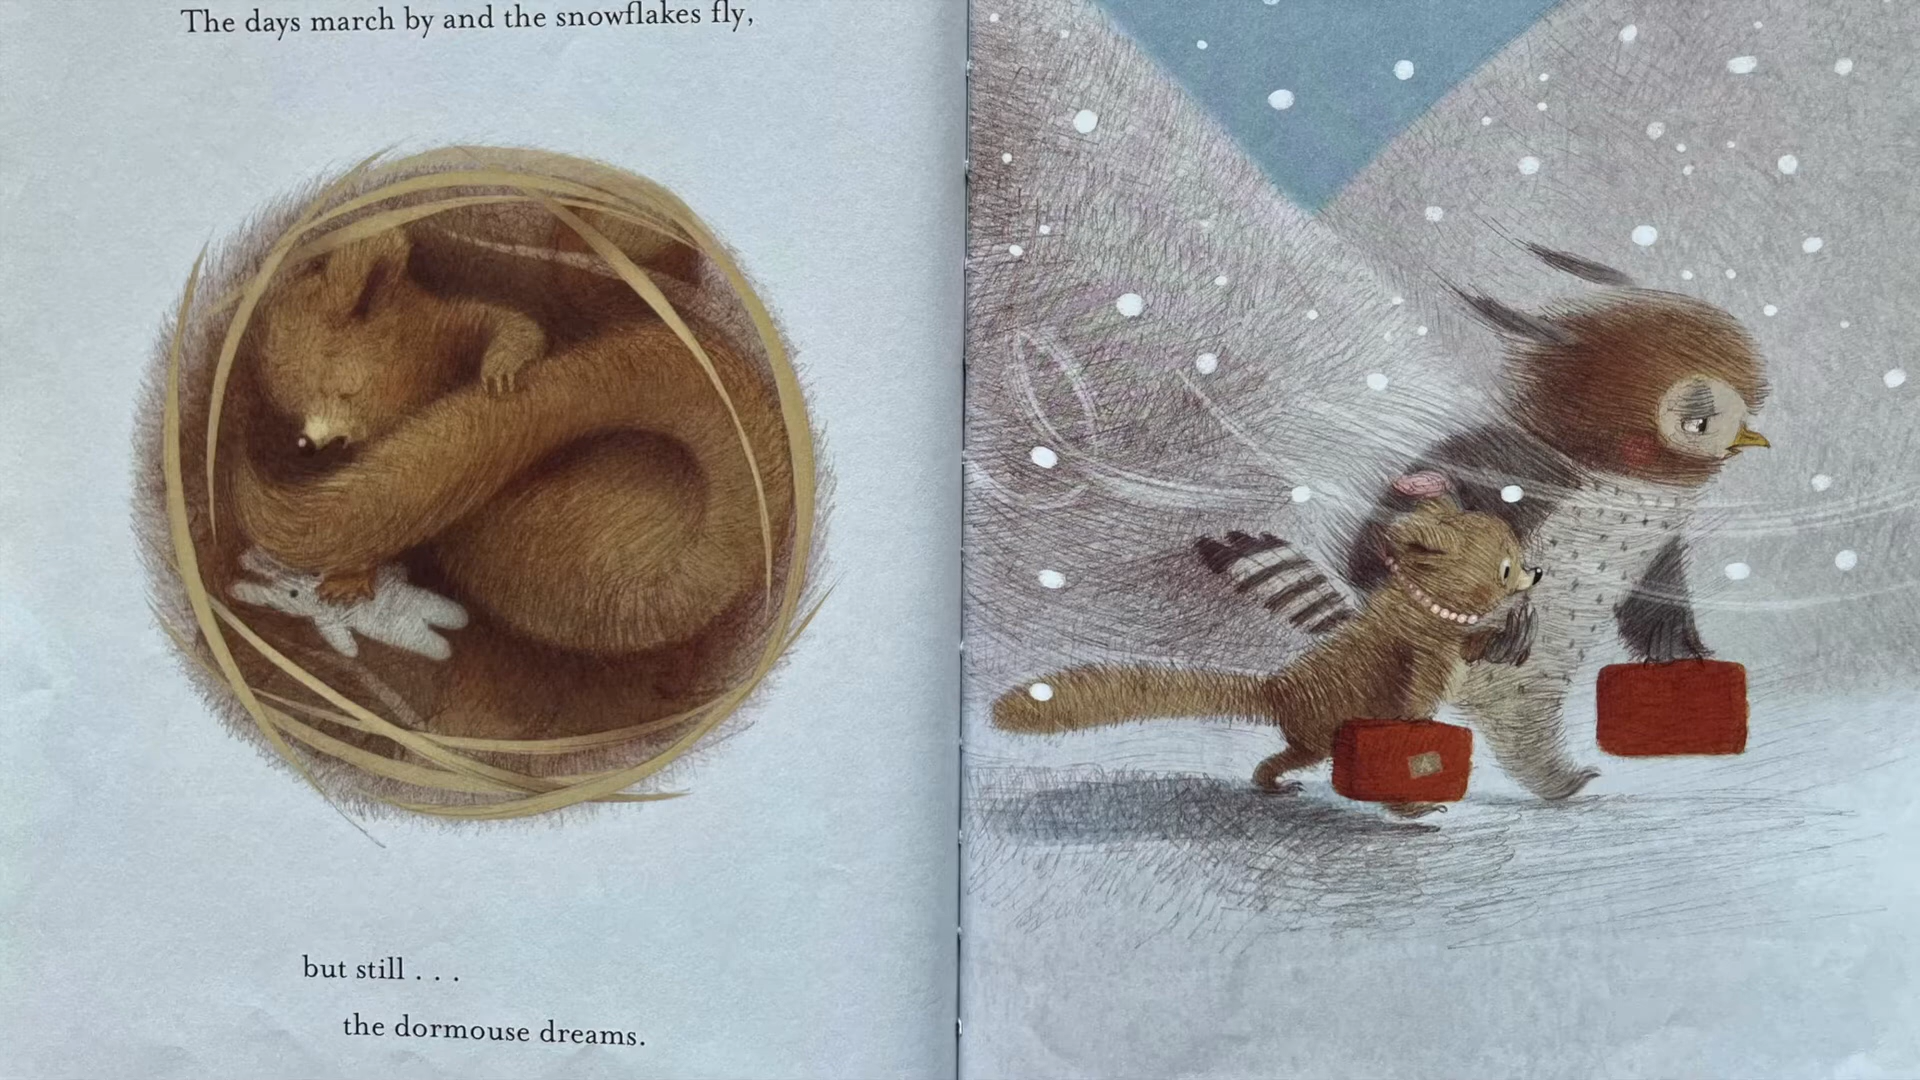 The days march by and the snowflakes fly,
but still . . .
the dormouse dreams.